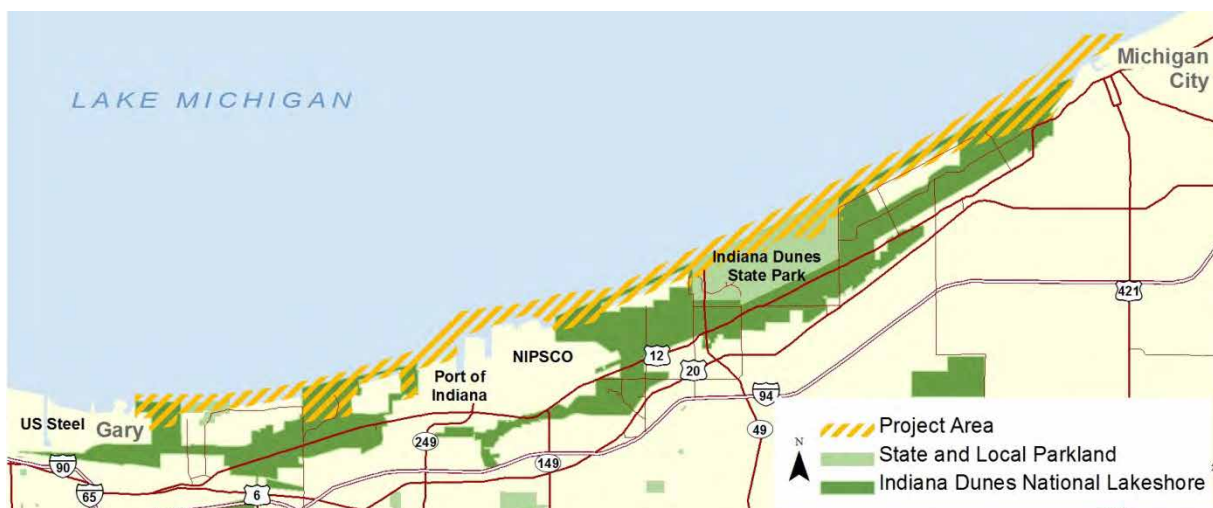 LAKE MICHIGAN
Michigan
City
Indiana Dunes
State Park
421
NIPSCO
12
20
Port of
Indiana
94
US Steel
Gary
249
49
90
149
65
6
N
Project Area
State and Local Parkland
Indiana Dunes National Lakeshore